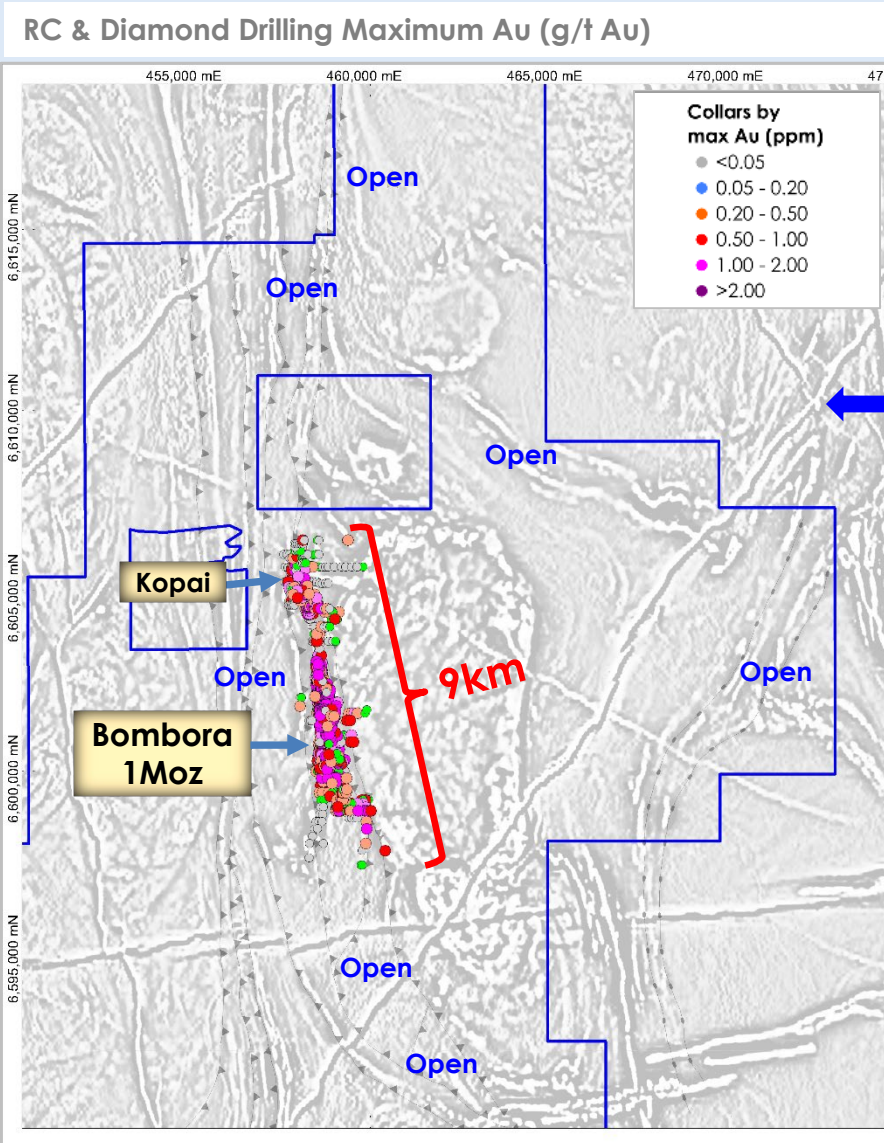 RC & Diamond Drilling Maximum Au (g/t Au)
455,000 mE
460,000 mE
465,000 mE
470,000 mE
47
Collars by
max Au (ppm)
<0.05
0.05 - 0.20
0.20 - 0.50
0.50 - 1.00
1.00 - 2.00
>2.00
Open
6,615,000 mN
Open
6,610,000 mN
Open
Kopai
6,605,000 mN
9km
Open
Open
Bombora
1Moz
6,600,000 mN
6,595,000 mN
Open
Open